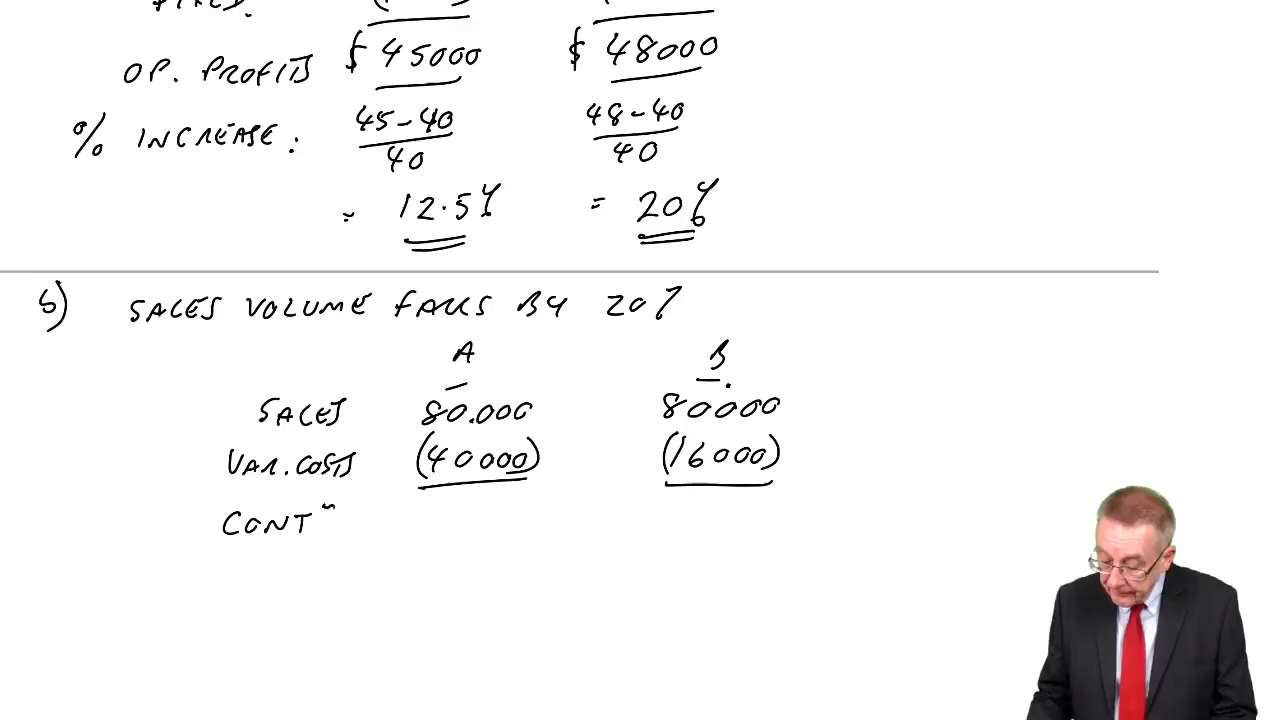 FIXED.
OP. PROFITS $ 45000 $ 48000
% INCREASE: 45-40 48-40
40 40
= 12.5% = 20%
b) SALES VOLUME FALLS BY 20%
A B.
SALES 80.000 80000
VAR. COSTS (40000) (16000)
CONT ⁿ